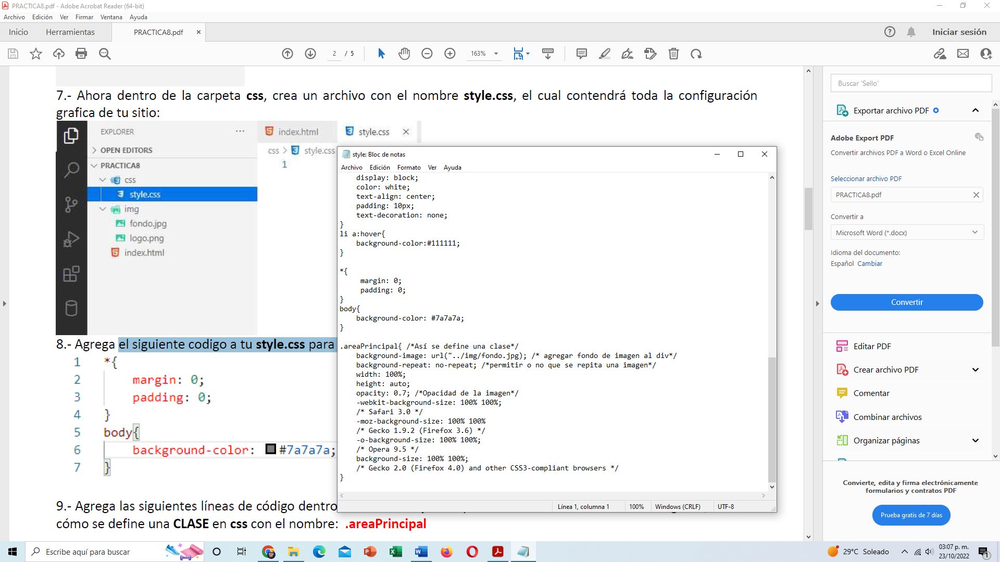 PRACTICA8.pdf - Adobe Acrobat Reader (64-bit)
Archivo Edición Ver Firmar Ventana Ayuda
Inicio Herramientas PRACTICA8.pdf × Iniciar sesión
2 / 5 163%
7.- Ahora dentro de la carpeta css, crea un archivo con el nombre style.css, el cual contendrá toda la configuración
grafica de tu sitio:
EXPLORER ··· index.html style.css ×
OPEN EDITORS
css > style.css
PRACTICA8
1
css
style.css
img
fondo.jpg
logo.png
index.html
8.- Agrega el siguiente codigo a tu style.css para
1 *{
2 margin: 0;
3 padding: 0;
4 }
5 body{
6 background-color: #7a7a7a;
7 }
9.- Agrega las siguientes líneas de código dentro
cómo se define una CLASE en css con el nombre: .areaPrincipal
style: Bloc de notas
Archivo Edición Formato Ver Ayuda
display: block;
color: white;
text-align: center;
padding: 10px;
text-decoration: none;
}
li a:hover{
background-color:#111111;
}
*{
margin: 0;
padding: 0;
}
body{
background-color: #7a7a7a;
}
.areaPrincipal{ /*Así se define una clase*/
background-image: url("../img/fondo.jpg); /* agregar fondo de imagen al div*/
background-repeat: no-repeat; /*permitir o no que se repita una imagen*/
width: 100%;
height: auto;
opacity: 0.7; /*Opacidad de la imagen*/
-webkit-background-size: 100% 100%;
/* Safari 3.0 */
-moz-background-size: 100% 100%
/* Gecko 1.9.2 (Firefox 3.6) */
-o-background-size: 100% 100%;
/* Opera 9.5 */
background-size: 100% 100%;
/* Gecko 2.0 (Firefox 4.0) and other CSS3-compliant browsers */
}
Línea 1, columna 1 100% Windows (CRLF) UTF-8
Buscar 'Sello'
Exportar archivo PDF
Adobe Export PDF
Convertir archivos PDF a Word o Excel Online
Seleccionar archivo PDF
PRACTICA8.pdf
Convertir a
Microsoft Word (*.docx)
Idioma del documento:
Español Cambiar
Convertir
Editar PDF
Crear archivo PDF
Comentar
Combinar archivos
Organizar páginas
Convierte, edita y firma electrónicamente
formularios y contratos PDF
Prueba gratis de 7 días
Escribe aquí para buscar
29°C Soleado
03:07 p. m.
23/10/2022
1